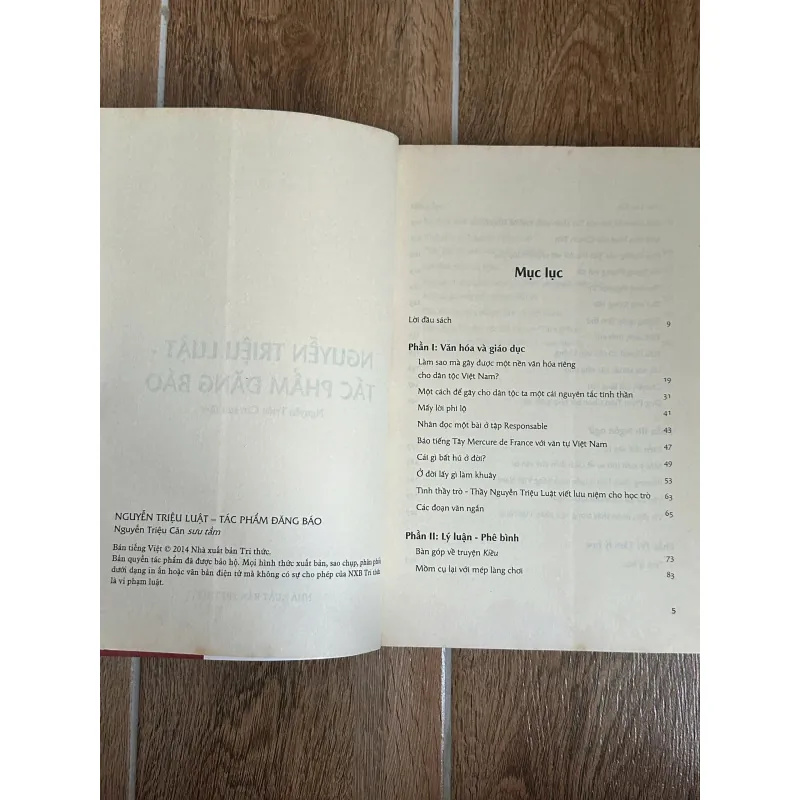 NGUYỄN TRIỆU LUẬT – TÁC PHẨM ĐĂNG BÁO
Nguyễn Triệu Căn sưu tầm
Bản tiếng Việt © 2014 Nhà xuất bản Tri thức.
Bản quyền tác phẩm đã được bảo hộ. Mọi hình thức xuất bản, sao chụp, phân phối
dưới dạng in ấn hoặc văn bản điện tử mà không có sự cho phép của NXB Tri thức
là vi phạm luật.
Mục lục
Lời đầu sách 9
Phần I: Văn hóa và giáo dục
Làm sao mà gây được một nền văn hóa riêng
cho dân tộc Việt Nam? 19
Một cách để gây cho dân tộc ta một cái nguyên tắc tinh thần 31
Mấy lời phi lộ 41
Nhân đọc một bài ở tập Responsable 43
Báo tiếng Tây Mercure de France với văn tự Việt Nam 47
Cái gì bất hủ ở đời? 49
Ở đời lấy gì làm khuây 53
Tình thầy trò - Thầy Nguyễn Triệu Luật viết lưu niệm cho học trò 63
Các đoạn văn ngắn 65
Phần II: Lý luận - Phê bình
Bàn góp về truyện Kiều 73
Mồm cụ lại với mép làng chơi 83
5